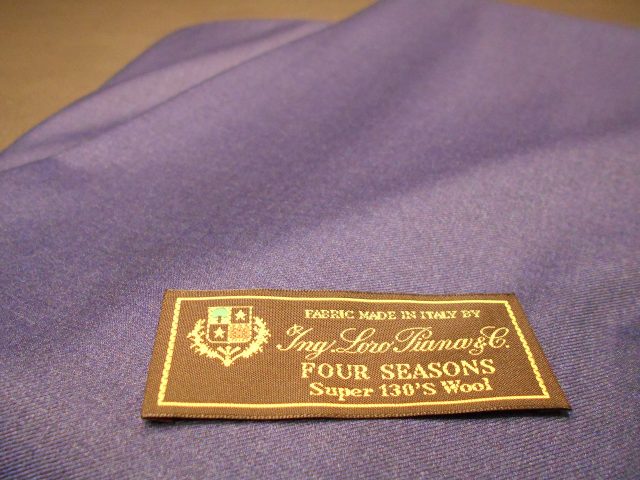 FABRIC MADE IN ITALY BY
Ing. Loro Piana & C.
FOUR SEASONS
Super 130'S Wool